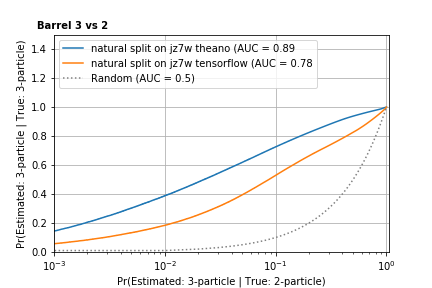 Barrel 3 vs 2
natural split on jz7w theano (AUC = 0.89
natural split on jz7w tensorflow (AUC = 0.78
Random (AUC = 0.5)
Pr(Estimated: 3-particle | True: 3-particle)
1.4
1.2
1.0
0.8
0.6
0.4
0.2
0.0
10⁻³
10⁻²
10⁻¹
10⁰
Pr(Estimated: 3-particle | True: 2-particle)